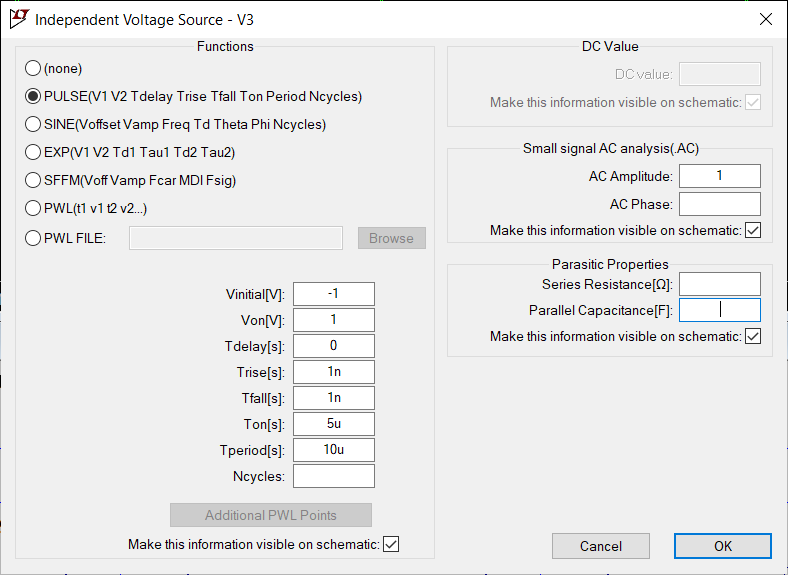 Independent Voltage Source - V3
Functions
(none)
PULSE(V1 V2 Tdelay Trise Tfall Ton Period Ncycles)
SINE(Voffset Vamp Freq Td Theta Phi Ncycles)
EXP(V1 V2 Td1 Tau1 Td2 Tau2)
SFFM(Voff Vamp Fcar MDI Fsig)
PWL(t1 v1 t2 v2...)
PWL FILE: Browse
Vinitial[V]: -1
Von[V]: 1
Tdelay[s]: 0
Trise[s]: 1n
Tfall[s]: 1n
Ton[s]: 5u
Tperiod[s]: 10u
Ncycles:
Additional PWL Points
Make this information visible on schematic:
DC Value
DC value:
Make this information visible on schematic:
Small signal AC analysis(.AC)
AC Amplitude: 1
AC Phase:
Make this information visible on schematic:
Parasitic Properties
Series Resistance[Ω]:
Parallel Capacitance[F]:
Make this information visible on schematic:
Cancel OK